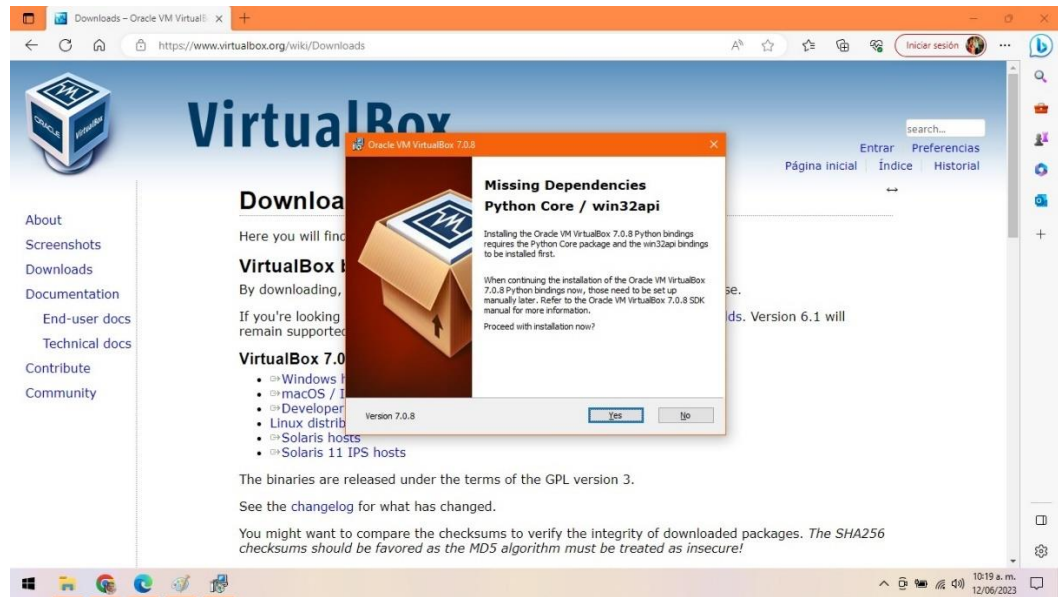 Downloads – Oracle VM VirtualB
https://www.virtualbox.org/wiki/Downloads
Iniciar sesión
ORACLE
VirtualBox
VirtualBox
search...
Entrar Preferencias
Página inicial Índice Historial
About
Screenshots
Downloads
Documentation
End-user docs
Technical docs
Contribute
Community
Downloa
Here you will find
VirtualBox b
By downloading, se.
If you're looking lds. Version 6.1 will
remain supported
VirtualBox 7.0
Windows h
macOS / I
Developer
Linux distrib
Solaris hosts
Solaris 11 IPS hosts
The binaries are released under the terms of the GPL version 3.
See the changelog for what has changed.
You might want to compare the checksums to verify the integrity of downloaded packages. The SHA256
checksums should be favored as the MD5 algorithm must be treated as insecure!
Oracle VM VirtualBox 7.0.8
Missing Dependencies
Python Core / win32api
Installing the Oracle VM VirtualBox 7.0.8 Python bindings
requires the Python Core package and the win32api bindings
to be installed first.
When continuing the installation of the Oracle VM VirtualBox
7.0.8 Python bindings now, those need to be set up
manually later. Refer to the Oracle VM VirtualBox 7.0.8 SDK
manual for more information.
Proceed with installation now?
Version 7.0.8
Yes No
10:19 a. m.
12/06/2023